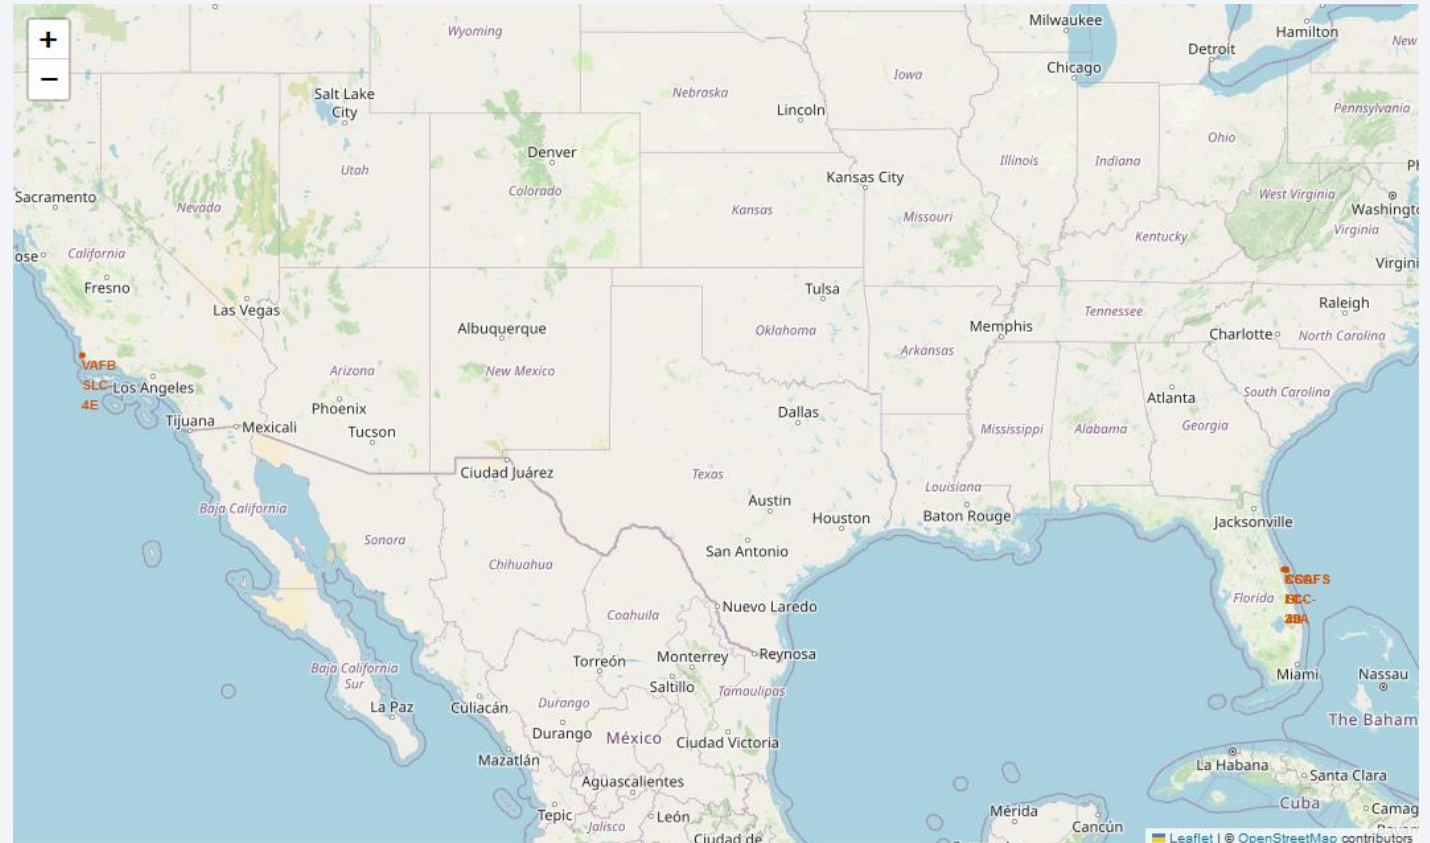 +
−
Wyoming
Milwaukee
Hamilton
Detroit
New
Iowa
Chicago
Salt Lake
City
Nebraska
Lincoln
Pennsylvania
Ohio
Denver
Illinois
Indiana
Utah
Colorado
Kansas City
Sacramento
Nevada
Kansas
Missouri
West Virginia
Washingto
Virginia
Kentucky
ose
California
Virgini
Fresno
Las Vegas
Tulsa
Raleigh
Albuquerque
Oklahoma
Memphis
Tennessee
Charlotte
North Carolina
VAFB
SLC-
4E
Los Angeles
Arizona
New Mexico
Arkansas
Phoenix
Dallas
Atlanta
South Carolina
Tijuana
Mexicali
Tucson
Mississippi
Alabama
Georgia
Ciudad Juárez
Texas
Louisiana
Baja California
Austin
Houston
Baton Rouge
Jacksonville
Sonora
San Antonio
Chihuahua
Florida
Coahuila
Nuevo Laredo
Baja California
Sur
Torreón
Monterrey
Reynosa
Miami
Nassau
Saltillo
Tamaulipas
La Paz
Culiacán
Durango
Durango
México
Ciudad Victoria
The Baham
Mazatlán
La Habana
Aguascalientes
Santa Clara
Cuba
Camag
Tepic
Jalisco
León
Mérida
Cancún
Ciudad de
Leaflet | © OpenStreetMap contributors